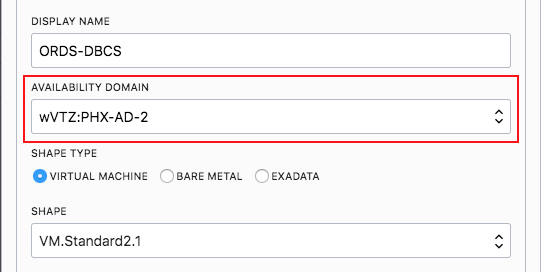 DISPLAY NAME
ORDS-DBCS
AVAILABILITY DOMAIN
wVTZ:PHX-AD-2
SHAPE TYPE
VIRTUAL MACHINE BARE METAL EXADATA
SHAPE
VM.Standard2.1